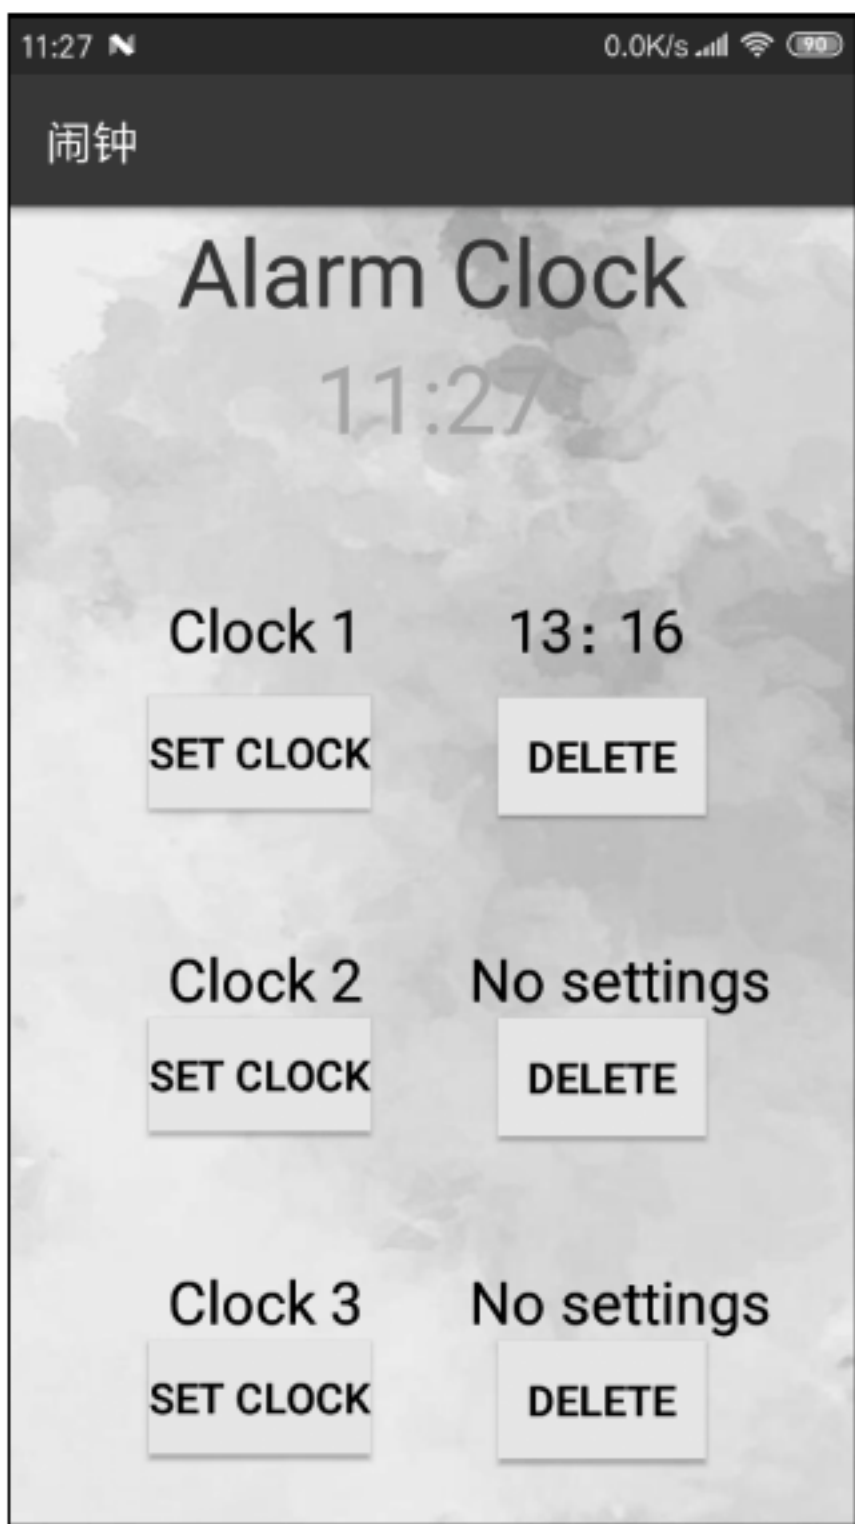 11:27 N 0.0K/s 90
闹钟
Alarm Clock
11:27
Clock 1 13: 16
SET CLOCK DELETE
Clock 2 No settings
SET CLOCK DELETE
Clock 3 No settings
SET CLOCK DELETE